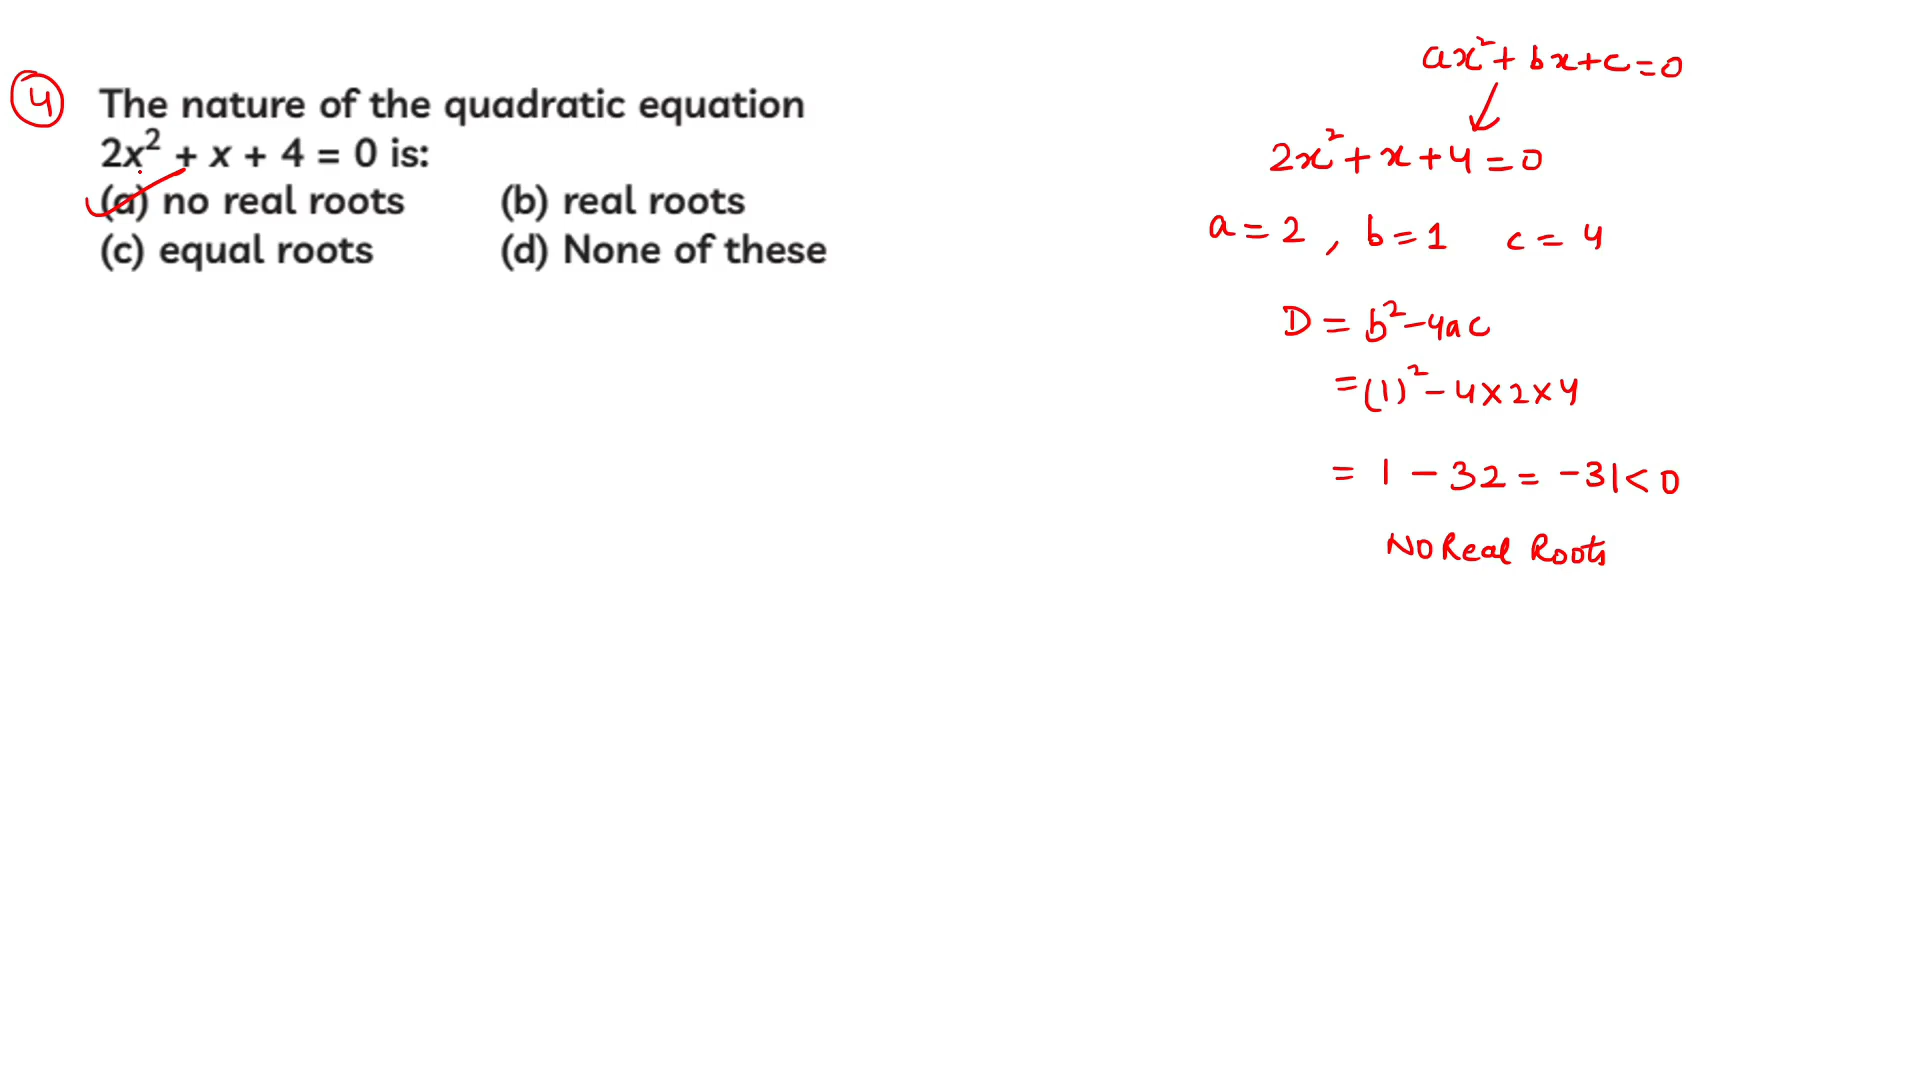 4
The nature of the quadratic equation
2x² + x + 4 = 0 is:
(a) no real roots (b) real roots
(c) equal roots (d) None of these
ax² + bx + c = 0
2x² + x + 4 = 0
a = 2 , b = 1 c = 4
D = b² - 4ac
= (1)² - 4 × 2 × 4
= 1 - 32 = -31 < 0
No Real Roots